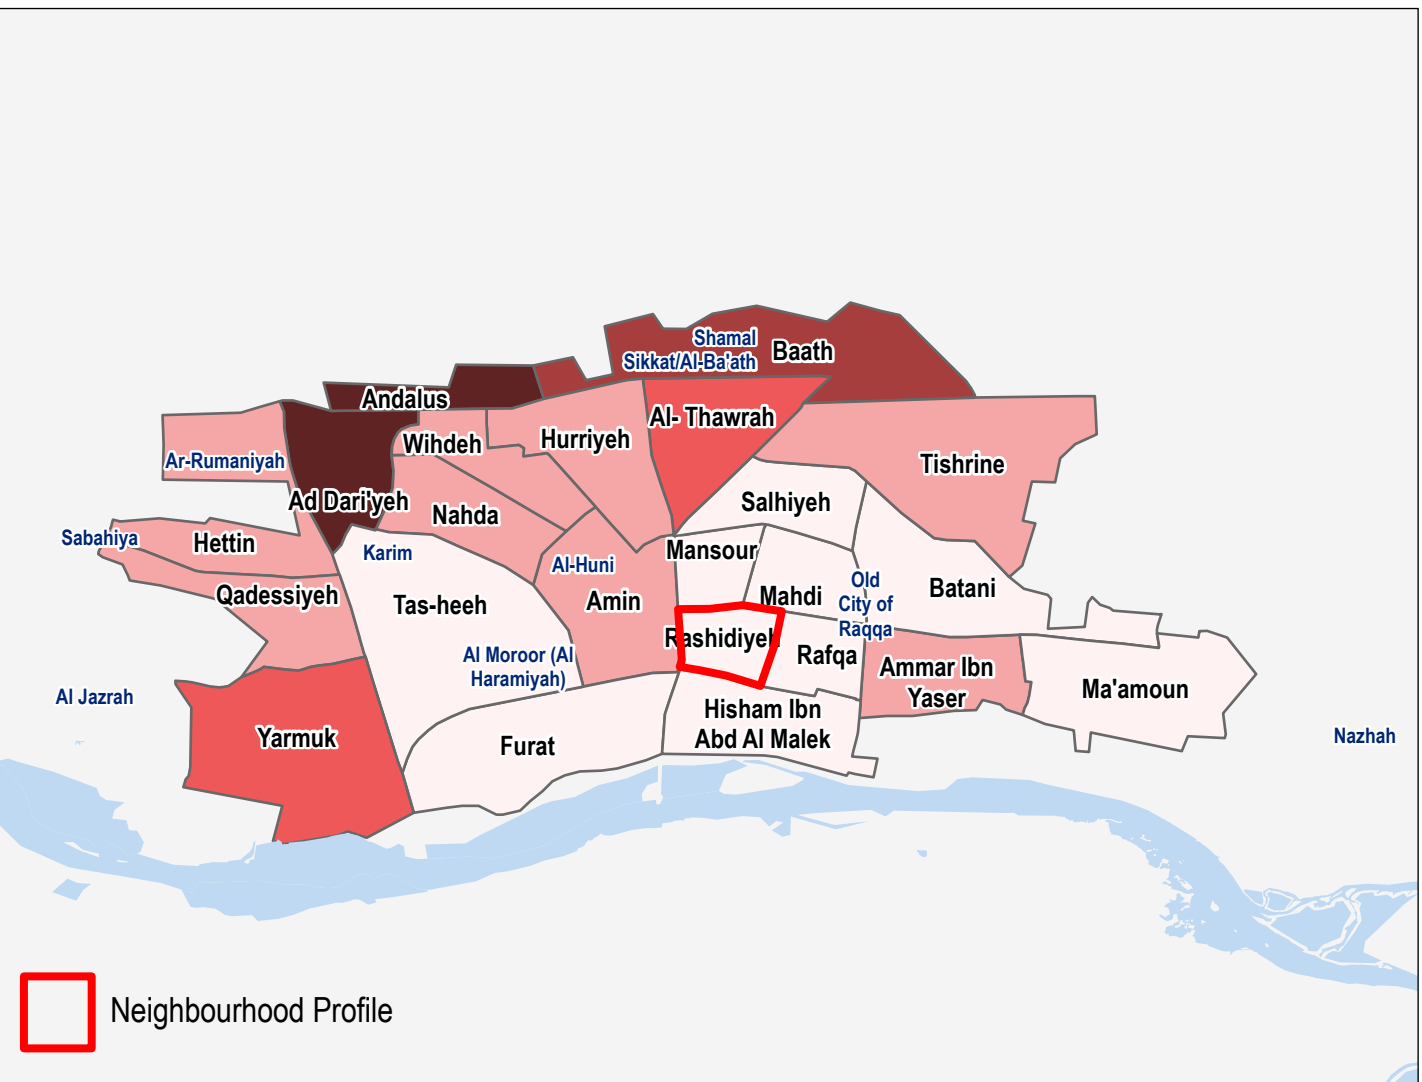 Shamal
Sikkat/Al-Ba'ath
Baath
Andalus
Al- Thawrah
Wihdeh
Hurriyeh
Ar-Rumaniyah
Tishrine
Ad Dari'yeh
Nahda
Salhiyeh
Sabahiya
Hettin
Karim
Mansour
Al-Huni
Qadessiyeh
Tas-heeh
Amin
Mahdi
Old
City of
Raqqa
Batani
Rashidiyeh
Rafqa
Al Moroor (Al
Haramiyah)
Ammar Ibn
Yaser
Ma'amoun
Al Jazrah
Hisham Ibn
Abd Al Malek
Yarmuk
Furat
Nazhah
Neighbourhood Profile